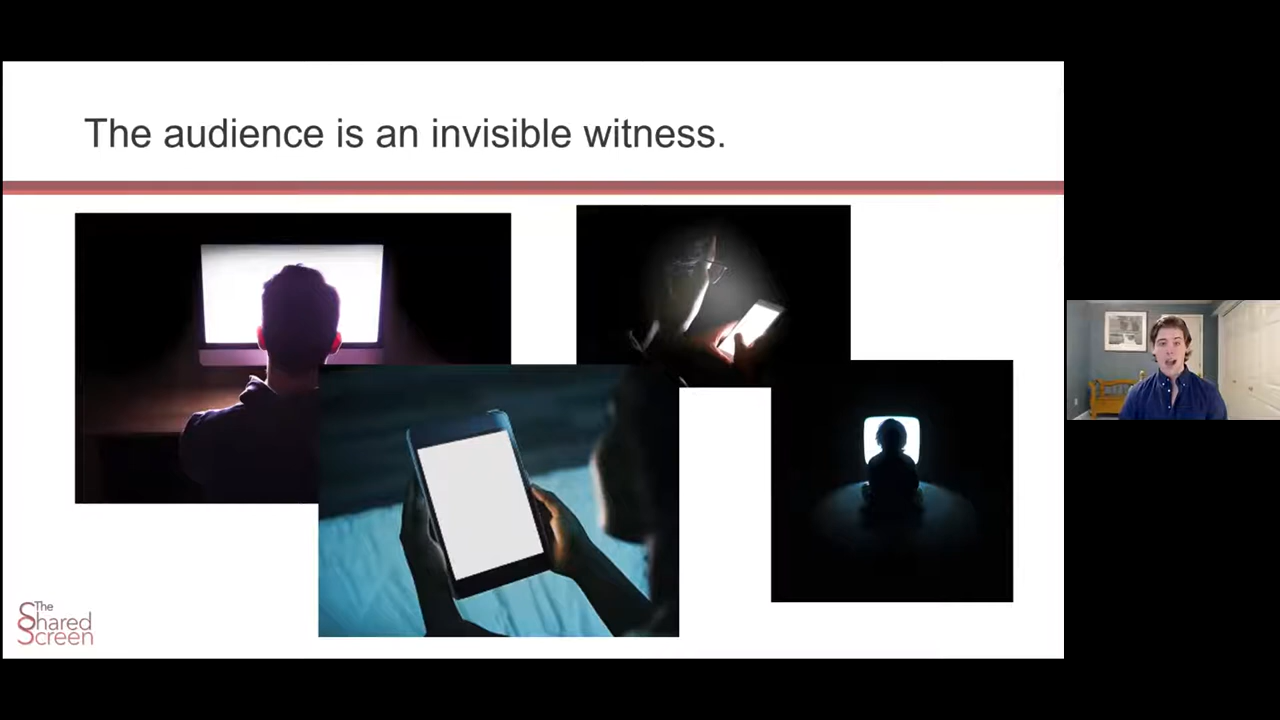 The audience is an invisible witness.
The
Shared
Screen